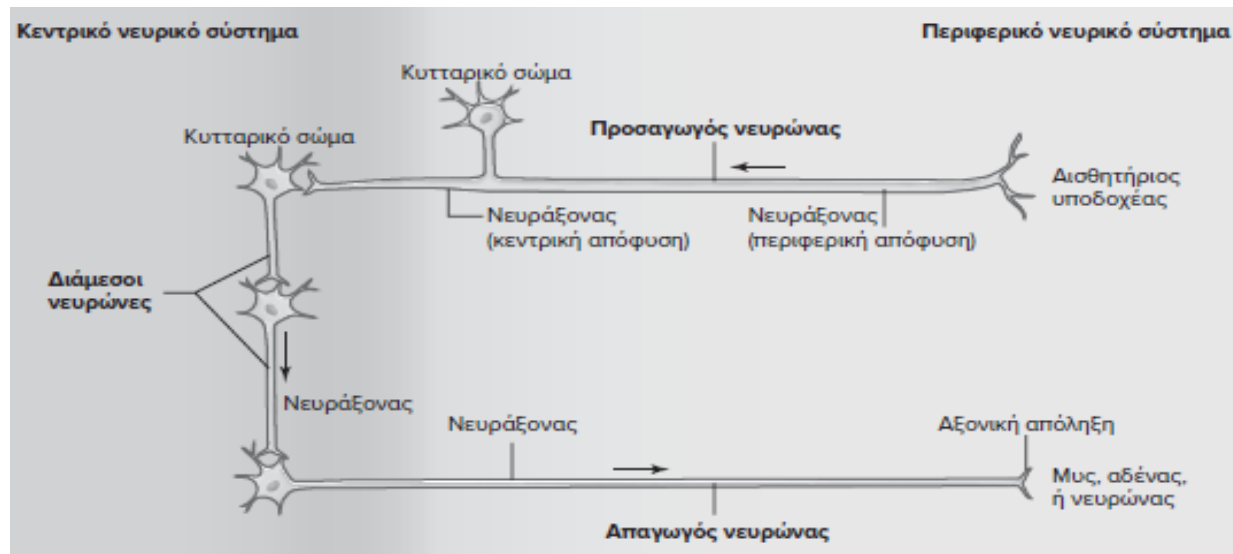 Κεντρικό νευρικό σύστημα
Περιφερικό νευρικό σύστημα
Κυτταρικό σώμα
Κυτταρικό σώμα
Προσαγωγός νευρώνας
Αισθητήριος
υποδοχέας
Νευράξονας
(κεντρική απόφυση)
Νευράξονας
(περιφερική απόφυση)
Διάμεσοι
νευρώνες
Νευράξονας
Νευράξονας
Αξονική απόληξη
Μυς, αδένας,
ή νευρώνας
Απαγωγός νευρώνας